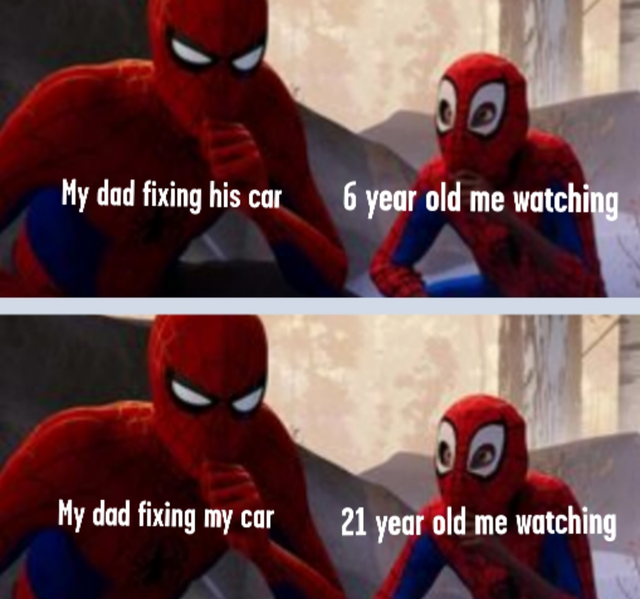 My dad fixing his car
6 year old me watching
My dad fixing my car
21 year old me watching